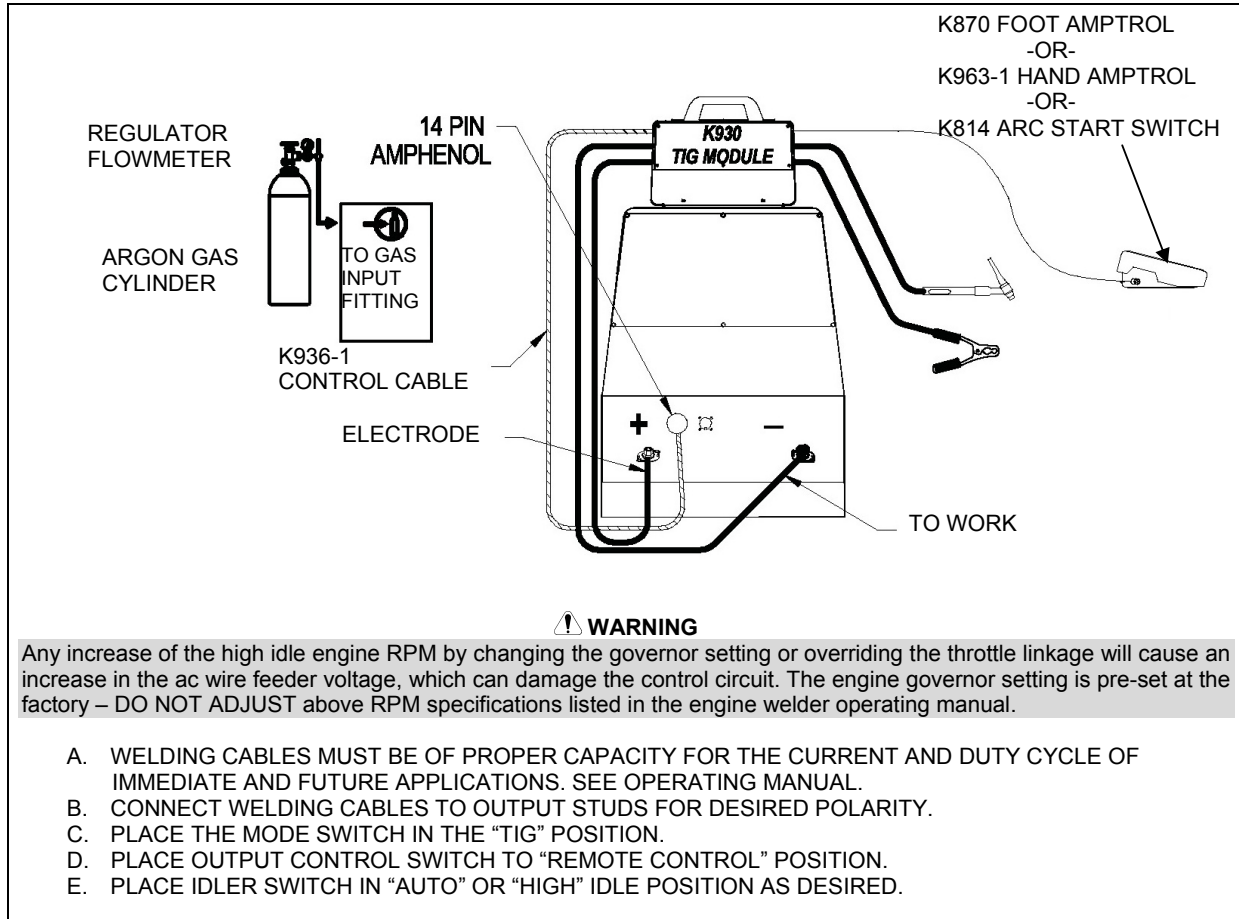 K870 FOOT AMPTROL
-OR-
K963-1 HAND AMPTROL
-OR-
K814 ARC START SWITCH
REGULATOR
FLOWMETER
14 PIN
AMPHENOL
K930
TIG MODULE
ARGON GAS
CYLINDER
TO GAS
INPUT
FITTING
K936-1
CONTROL CABLE
ELECTRODE
+
−
TO WORK
WARNING
Any increase of the high idle engine RPM by changing the governor setting or overriding the throttle linkage will cause an
increase in the ac wire feeder voltage, which can damage the control circuit. The engine governor setting is pre-set at the
factory – DO NOT ADJUST above RPM specifications listed in the engine welder operating manual.
A. WELDING CABLES MUST BE OF PROPER CAPACITY FOR THE CURRENT AND DUTY CYCLE OF
IMMEDIATE AND FUTURE APPLICATIONS. SEE OPERATING MANUAL.
B. CONNECT WELDING CABLES TO OUTPUT STUDS FOR DESIRED POLARITY.
C. PLACE THE MODE SWITCH IN THE “TIG” POSITION.
D. PLACE OUTPUT CONTROL SWITCH TO “REMOTE CONTROL” POSITION.
E. PLACE IDLER SWITCH IN “AUTO” OR “HIGH” IDLE POSITION AS DESIRED.